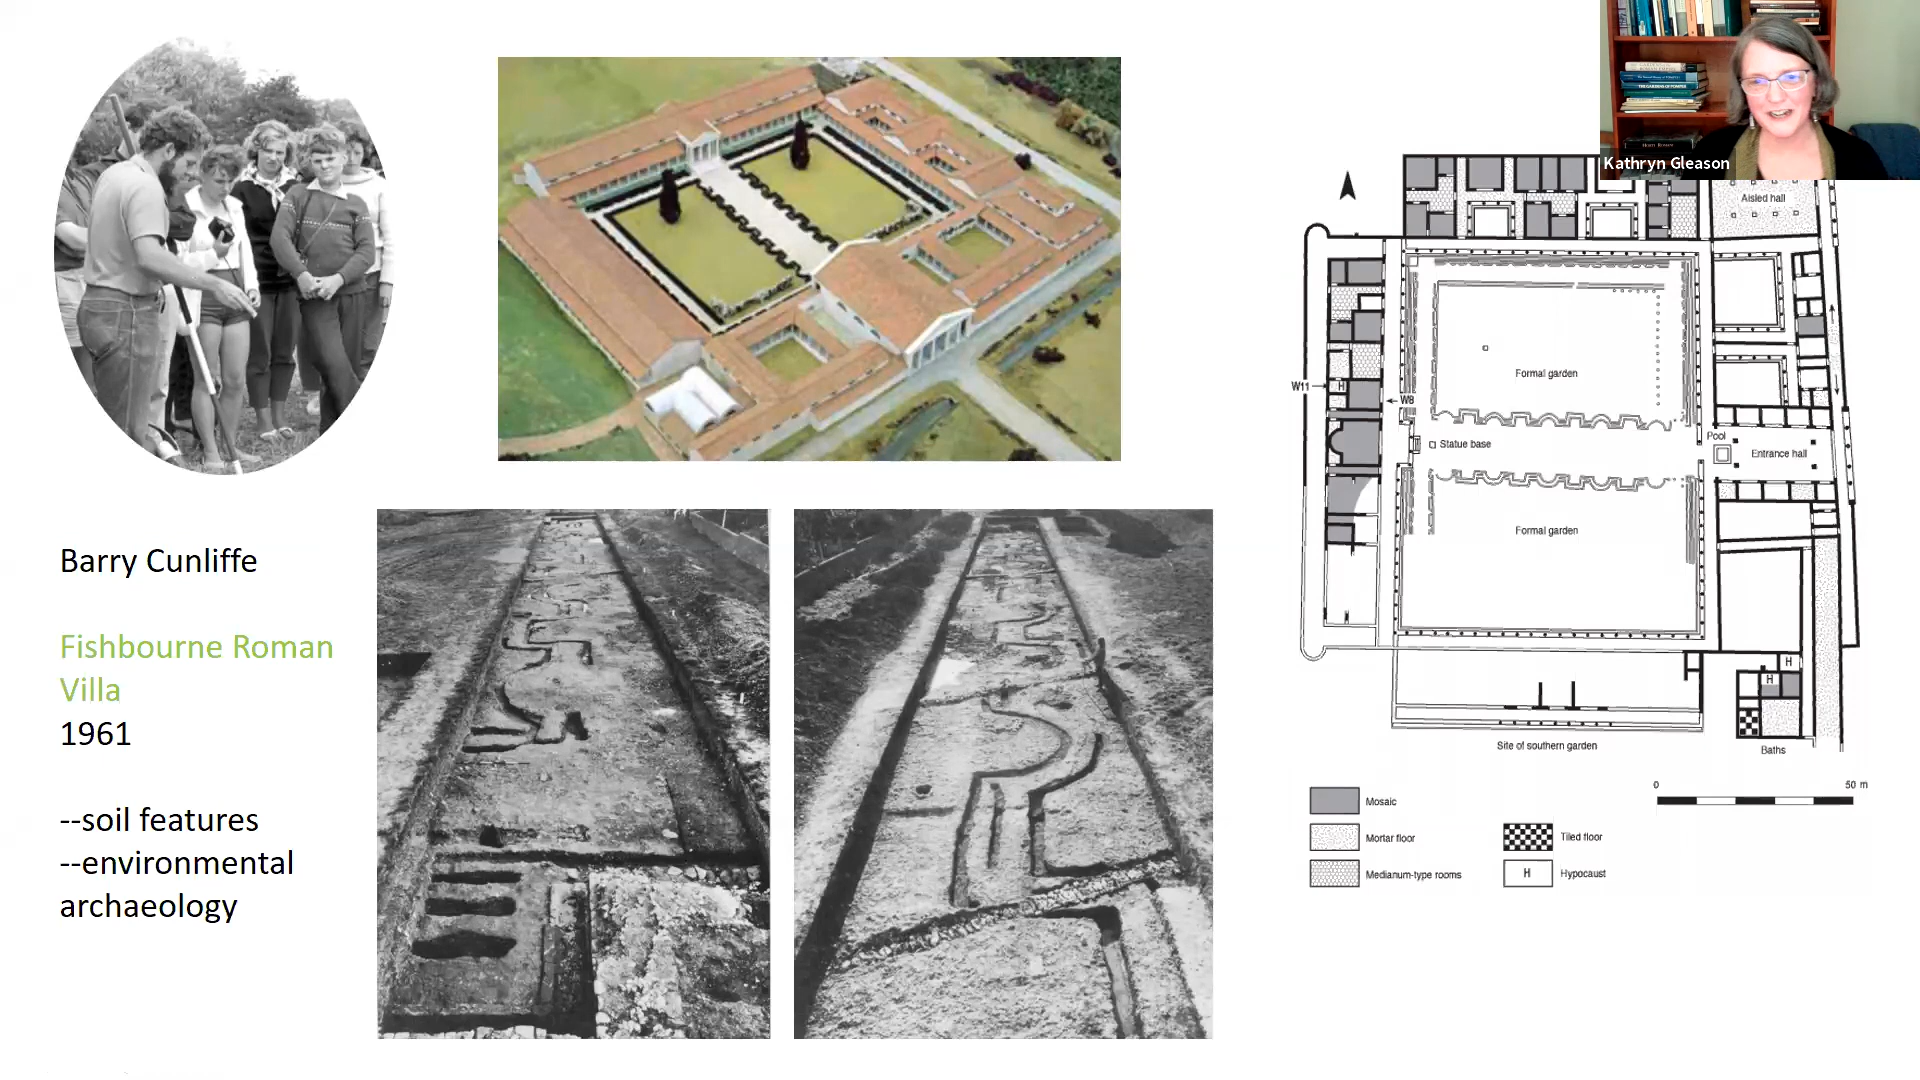 Kathryn Gleason
Barry Cunliffe
Fishbourne Roman
Villa
1961
--soil features
--environmental
archaeology
Aisled hall
Formal garden
W11
H
W8
Pool
Statue base
Entrance hall
Formal garden
H
H
Site of southern garden
Baths
0
50 m
Mosaic
Mortar floor
Tiled floor
Medianum-type rooms
H
Hypocaust